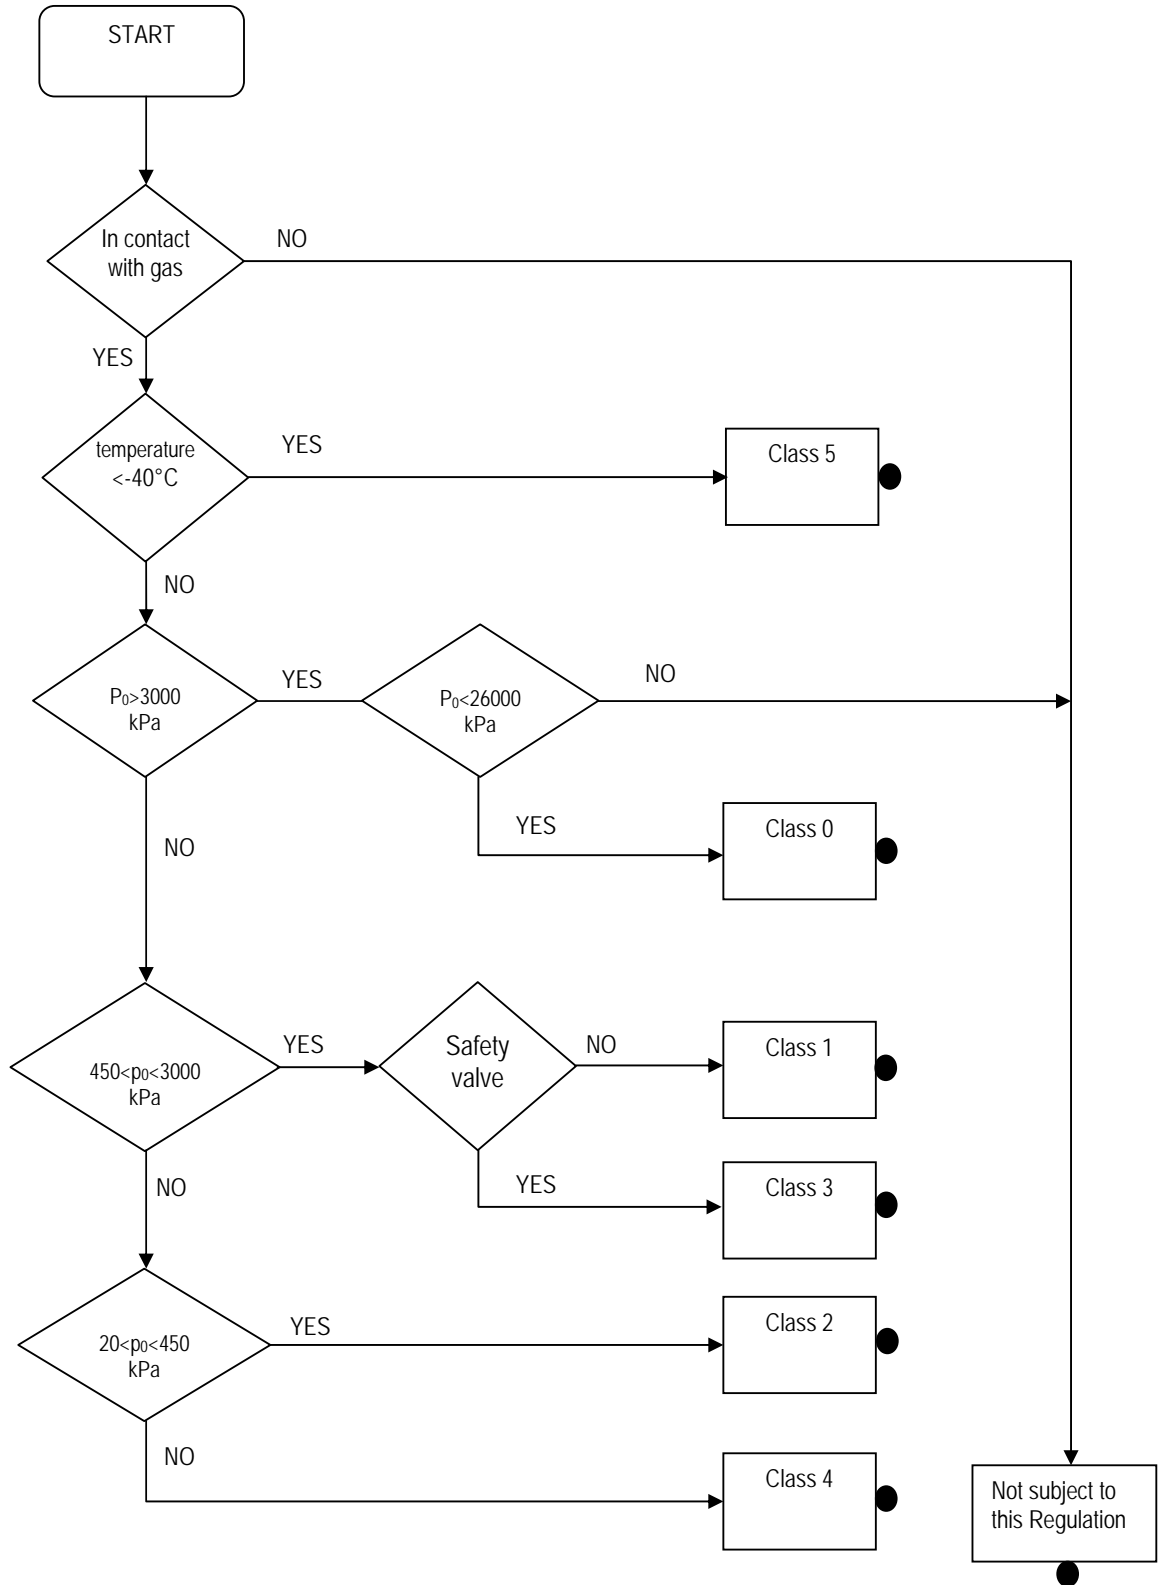 START
In contact
with gas
NO
YES
temperature
<-40°C
YES
Class 5
NO
P₀>3000
kPa
YES
P₀<26000
kPa
NO
YES
Class 0
NO
450<p₀<3000
kPa
YES
Safety
valve
NO
Class 1
YES
Class 3
NO
20<p₀<450
kPa
YES
Class 2
NO
Class 4
Not subject to
this Regulation